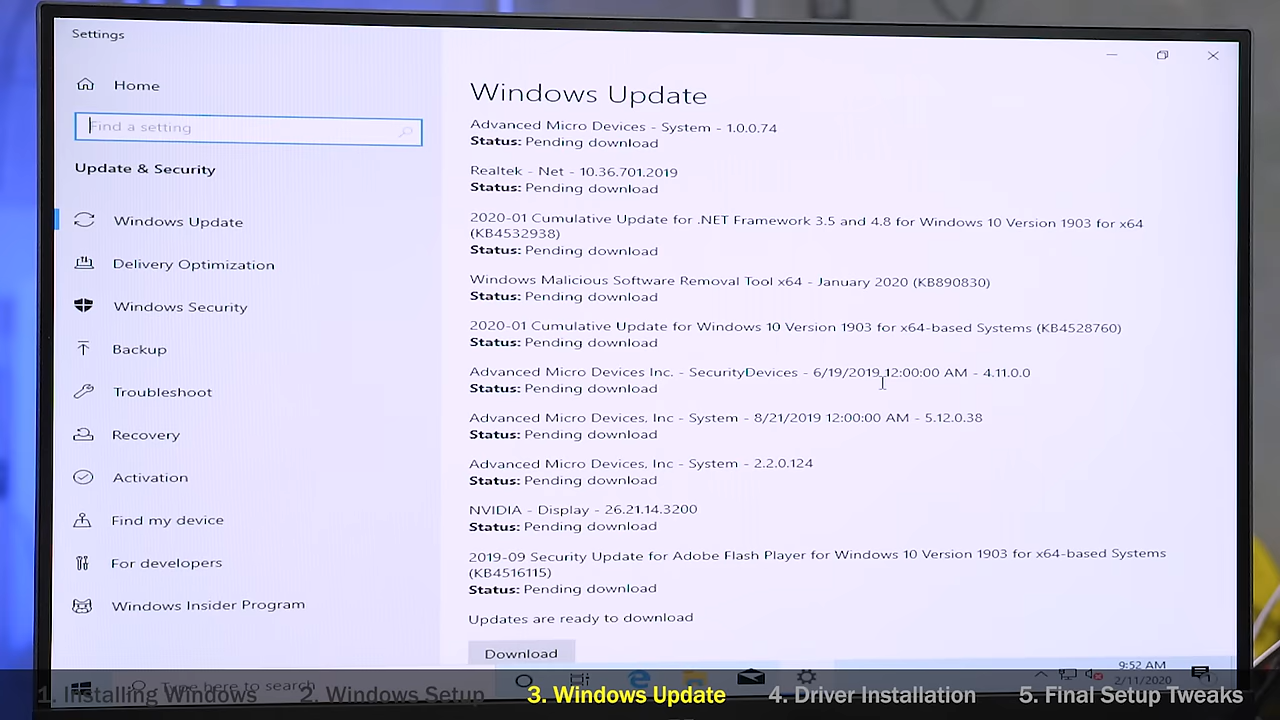 Settings
Home
Find a setting
Update & Security
Windows Update
Delivery Optimization
Windows Security
Backup
Troubleshoot
Recovery
Activation
Find my device
For developers
Windows Insider Program
Windows Update
Advanced Micro Devices - System - 1.0.0.74
Status: Pending download
Realtek - Net - 10.36.701.2019
Status: Pending download
2020-01 Cumulative Update for .NET Framework 3.5 and 4.8 for Windows 10 Version 1903 for x64
(KB4532938)
Status: Pending download
Windows Malicious Software Removal Tool x64 - January 2020 (KB890830)
Status: Pending download
2020-01 Cumulative Update for Windows 10 Version 1903 for x64-based Systems (KB4528760)
Status: Pending download
Advanced Micro Devices Inc. - SecurityDevices - 6/19/2019 12:00:00 AM - 4.11.0.0
Status: Pending download
Advanced Micro Devices, Inc - System - 8/21/2019 12:00:00 AM - 5.12.0.38
Status: Pending download
Advanced Micro Devices, Inc - System - 2.2.0.124
Status: Pending download
NVIDIA - Display - 26.21.14.3200
Status: Pending download
2019-09 Security Update for Adobe Flash Player for Windows 10 Version 1903 for x64-based Systems
(KB4516115)
Status: Pending download
Updates are ready to download
Download
Type here to search
9:52 AM
2/11/2020
1. Installing Windows 2. Windows Setup 3. Windows Update 4. Driver Installation 5. Final Setup Tweaks